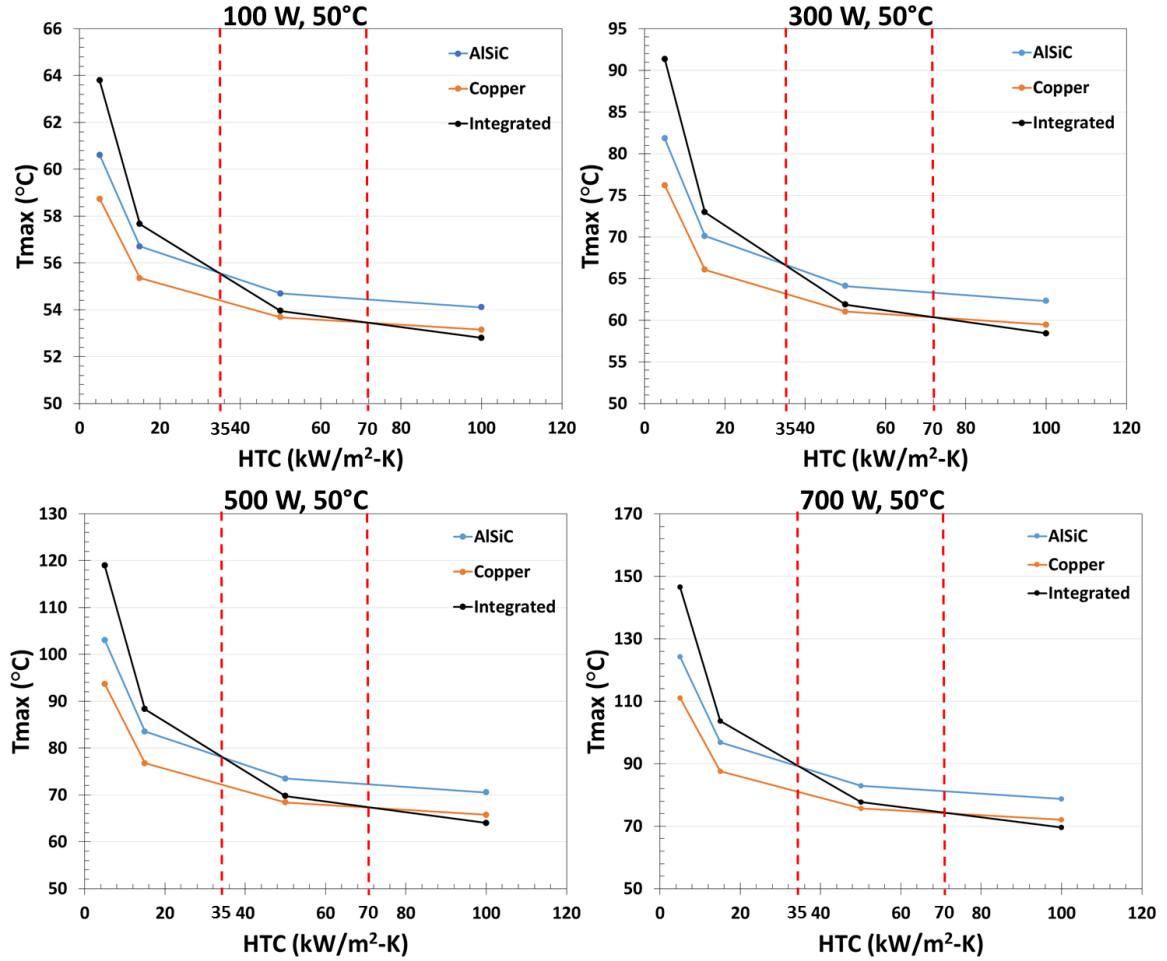 100 W, 50°C
66
64
62
60
58
56
54
52
50
Tmax (°C)
AlSiC
Copper
Integrated
0 20 35 40 60 70 80 100 120
HTC (kW/m²-K)
300 W, 50°C
95
90
85
80
75
70
65
60
55
50
Tmax (°C)
AlSiC
Copper
Integrated
0 20 35 40 60 70 80 100 120
HTC (kW/m²-K)
500 W, 50°C
130
120
110
100
90
80
70
60
50
Tmax (°C)
AlSiC
Copper
Integrated
0 20 35 40 60 70 80 100 120
HTC (kW/m²-K)
700 W, 50°C
170
150
130
110
90
70
50
Tmax (°C)
AlSiC
Copper
Integrated
0 20 35 40 60 70 80 100 120
HTC (kW/m²-K)